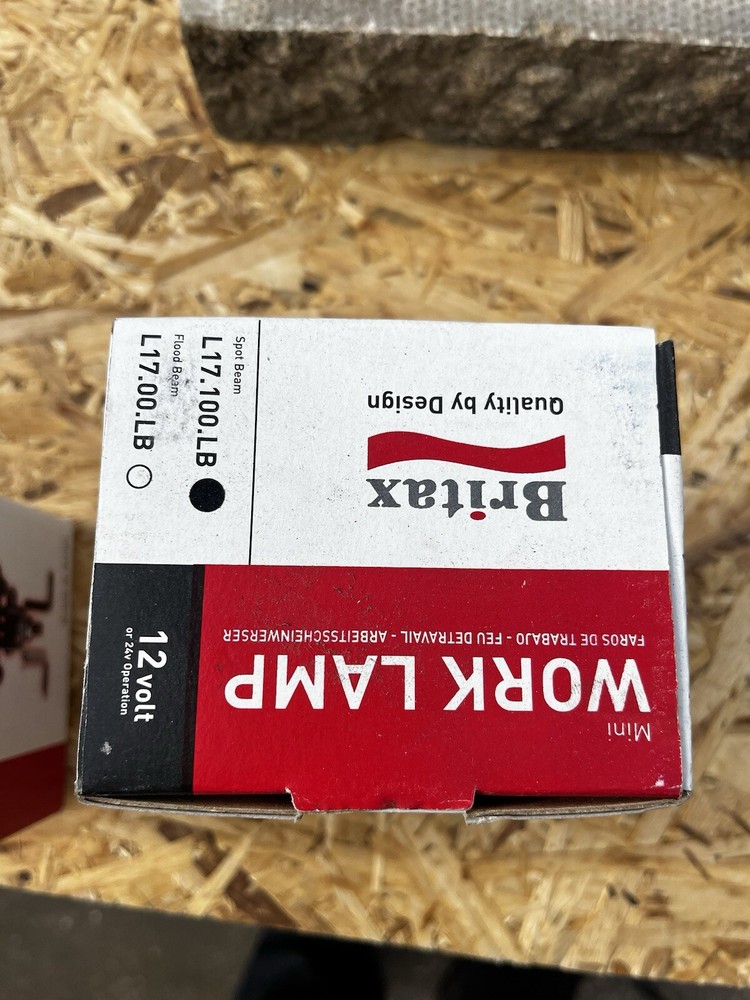 Mini
WORK LAMP
FAROS DE TRABAJO - FEU DETRAVAIL - ARBEITSSCHEINWERSER
Britax
Quality by Design
Spot Beam
L17.100.LB
Flood Beam
L17.00.LB
12 volt
or 24v Operation